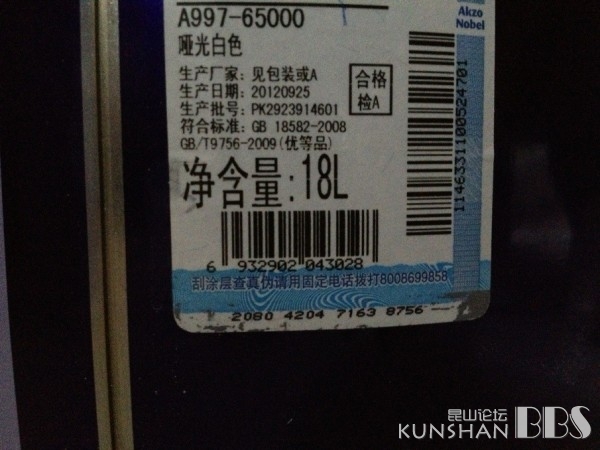 A997-65000
Akzo
Nobel
哑光白色
生产厂家: 见包装或A
生产日期: 20120925
生产批号: PK2923914601
符合标准: GB 18582-2008
GB/T9756-2009(优等品)
合格
检A
净含量:18L
1146331100524701
6 932902 043028
刮涂层查真伪请用固定电话拨打8008699858
2080 4204 7163 8756
昆山论坛
KUNSHAN BBS